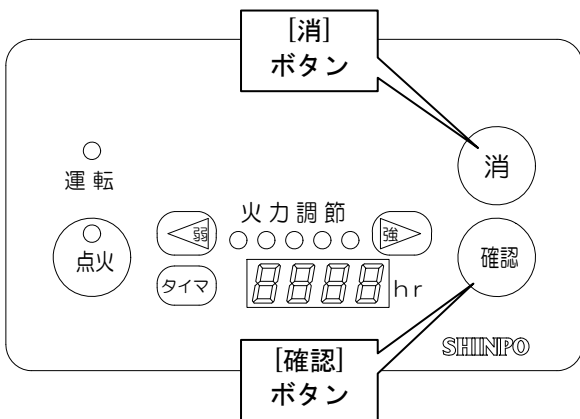 [消]
ボタン
消
運転
火力調節
弱
強
点火
確認
タイマ
8888 hr
SHINPO
[確認]
ボタン